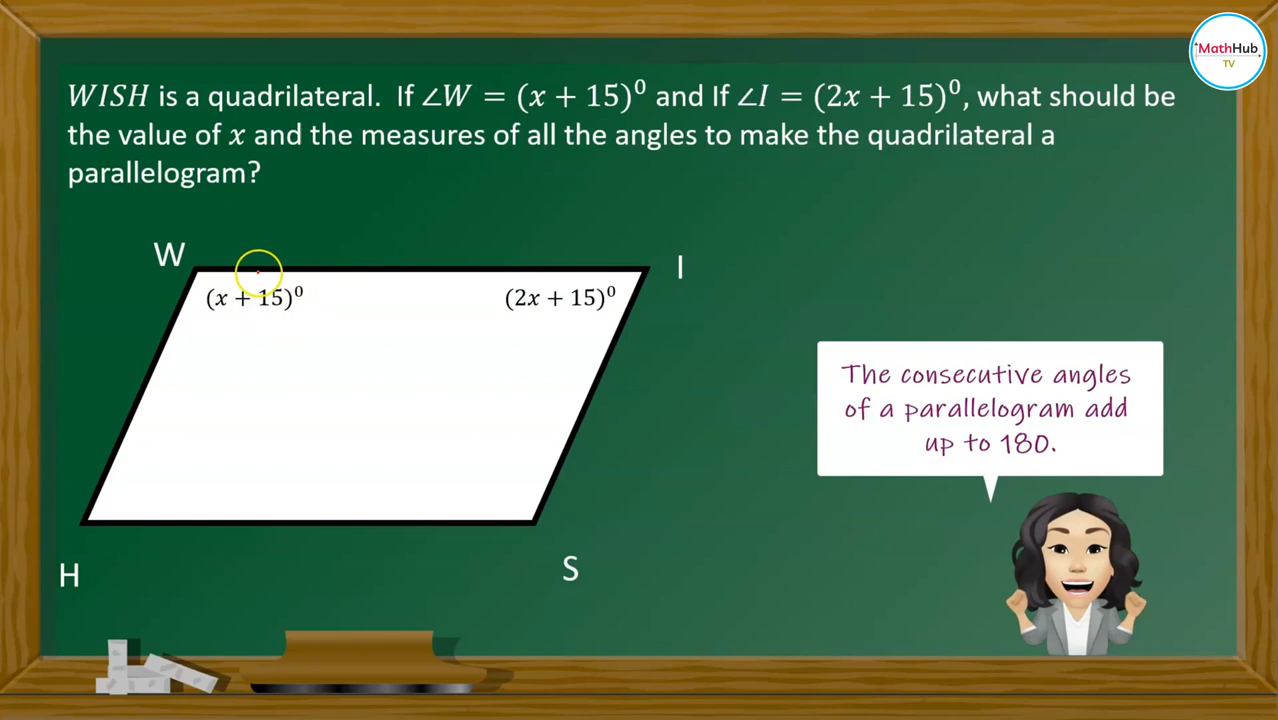 MathHub
TV
WISH is a quadrilateral. If ∠W = (x + 15)⁰ and If ∠I = (2x + 15)⁰, what should be
the value of x and the measures of all the angles to make the quadrilateral a
parallelogram?
W
I
(x + 15)⁰
(2x + 15)⁰
The consecutive angles
of a parallelogram add
up to 180.
H
S